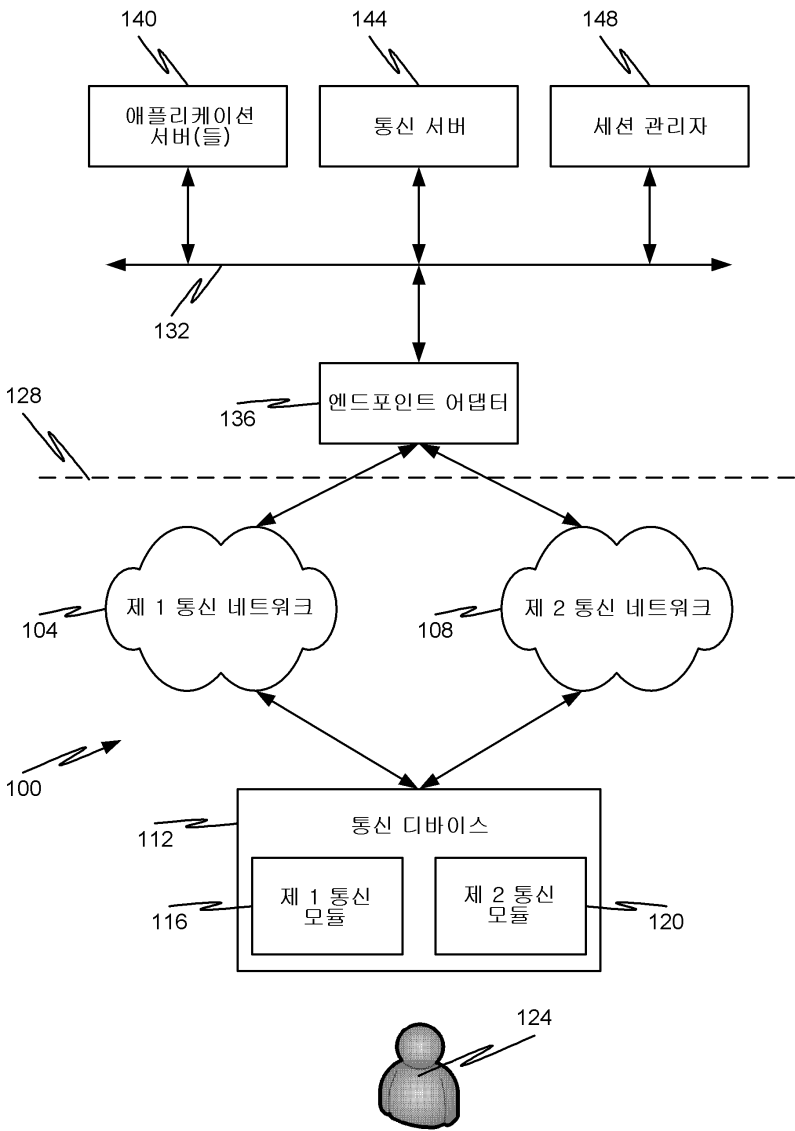 140
144
148
애플리케이션
서버(들)
통신 서버
세션 관리자
132
128
136
엔드포인트 어댑터
104
제 1 통신 네트워크
108
제 2 통신 네트워크
100
112
통신 디바이스
116
제 1 통신
모듈
제 2 통신
모듈
120
124